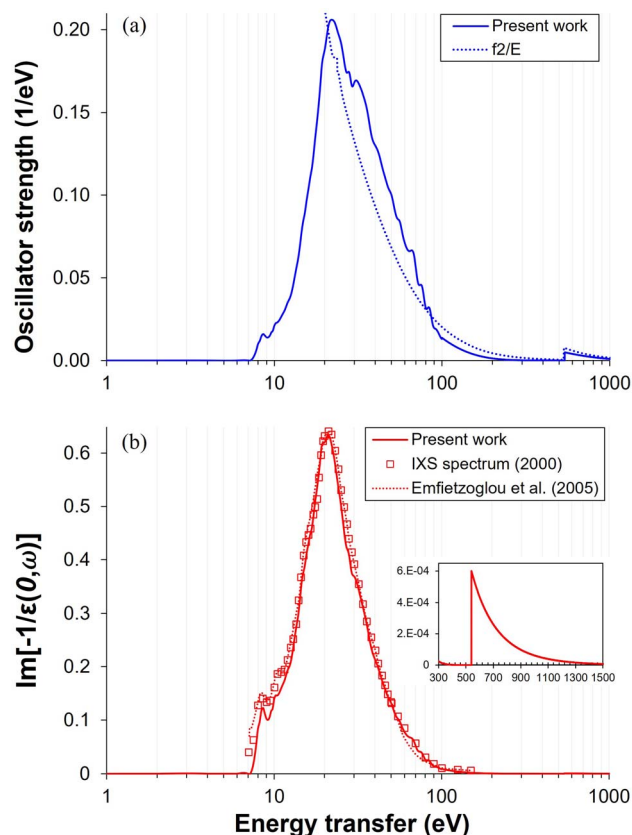 (a)
Present work
f2/E
Oscillator strength (1/eV)
0.20
0.15
0.10
0.05
0.00
1 10 100 1000
(b)
Present work
IXS spectrum (2000)
Emfietzoglou et al. (2005)
Im[-1/ε(0,ω)]
0.6
0.5
0.4
0.3
0.2
0.1
0
6.E-04
4.E-04
2.E-04
0
300 500 700 900 1100 1300 1500
1 10 100 1000
Energy transfer (eV)